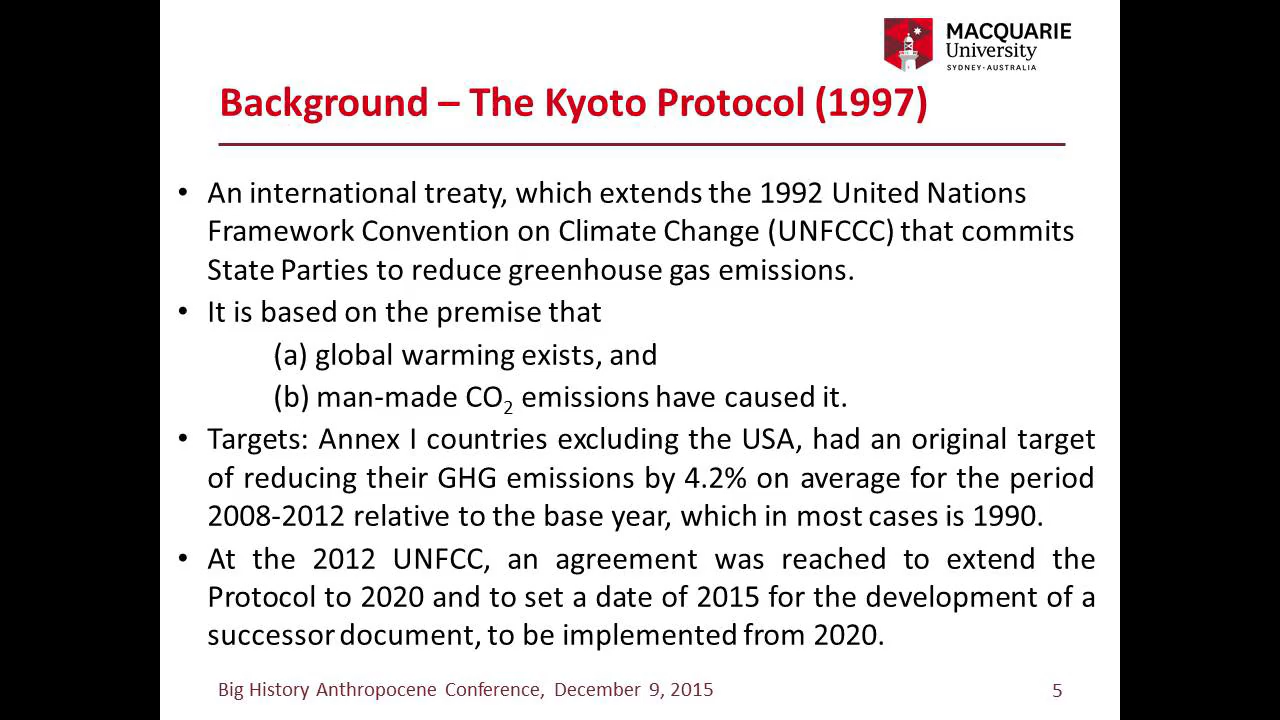 MACQUARIE
University
SYDNEY·AUSTRALIA
Background – The Kyoto Protocol (1997)
• An international treaty, which extends the 1992 United Nations
Framework Convention on Climate Change (UNFCCC) that commits
State Parties to reduce greenhouse gas emissions.
• It is based on the premise that
(a) global warming exists, and
(b) man-made CO₂ emissions have caused it.
• Targets: Annex I countries excluding the USA, had an original target
of reducing their GHG emissions by 4.2% on average for the period
2008-2012 relative to the base year, which in most cases is 1990.
• At the 2012 UNFCC, an agreement was reached to extend the
Protocol to 2020 and to set a date of 2015 for the development of a
successor document, to be implemented from 2020.
Big History Anthropocene Conference, December 9, 2015
5